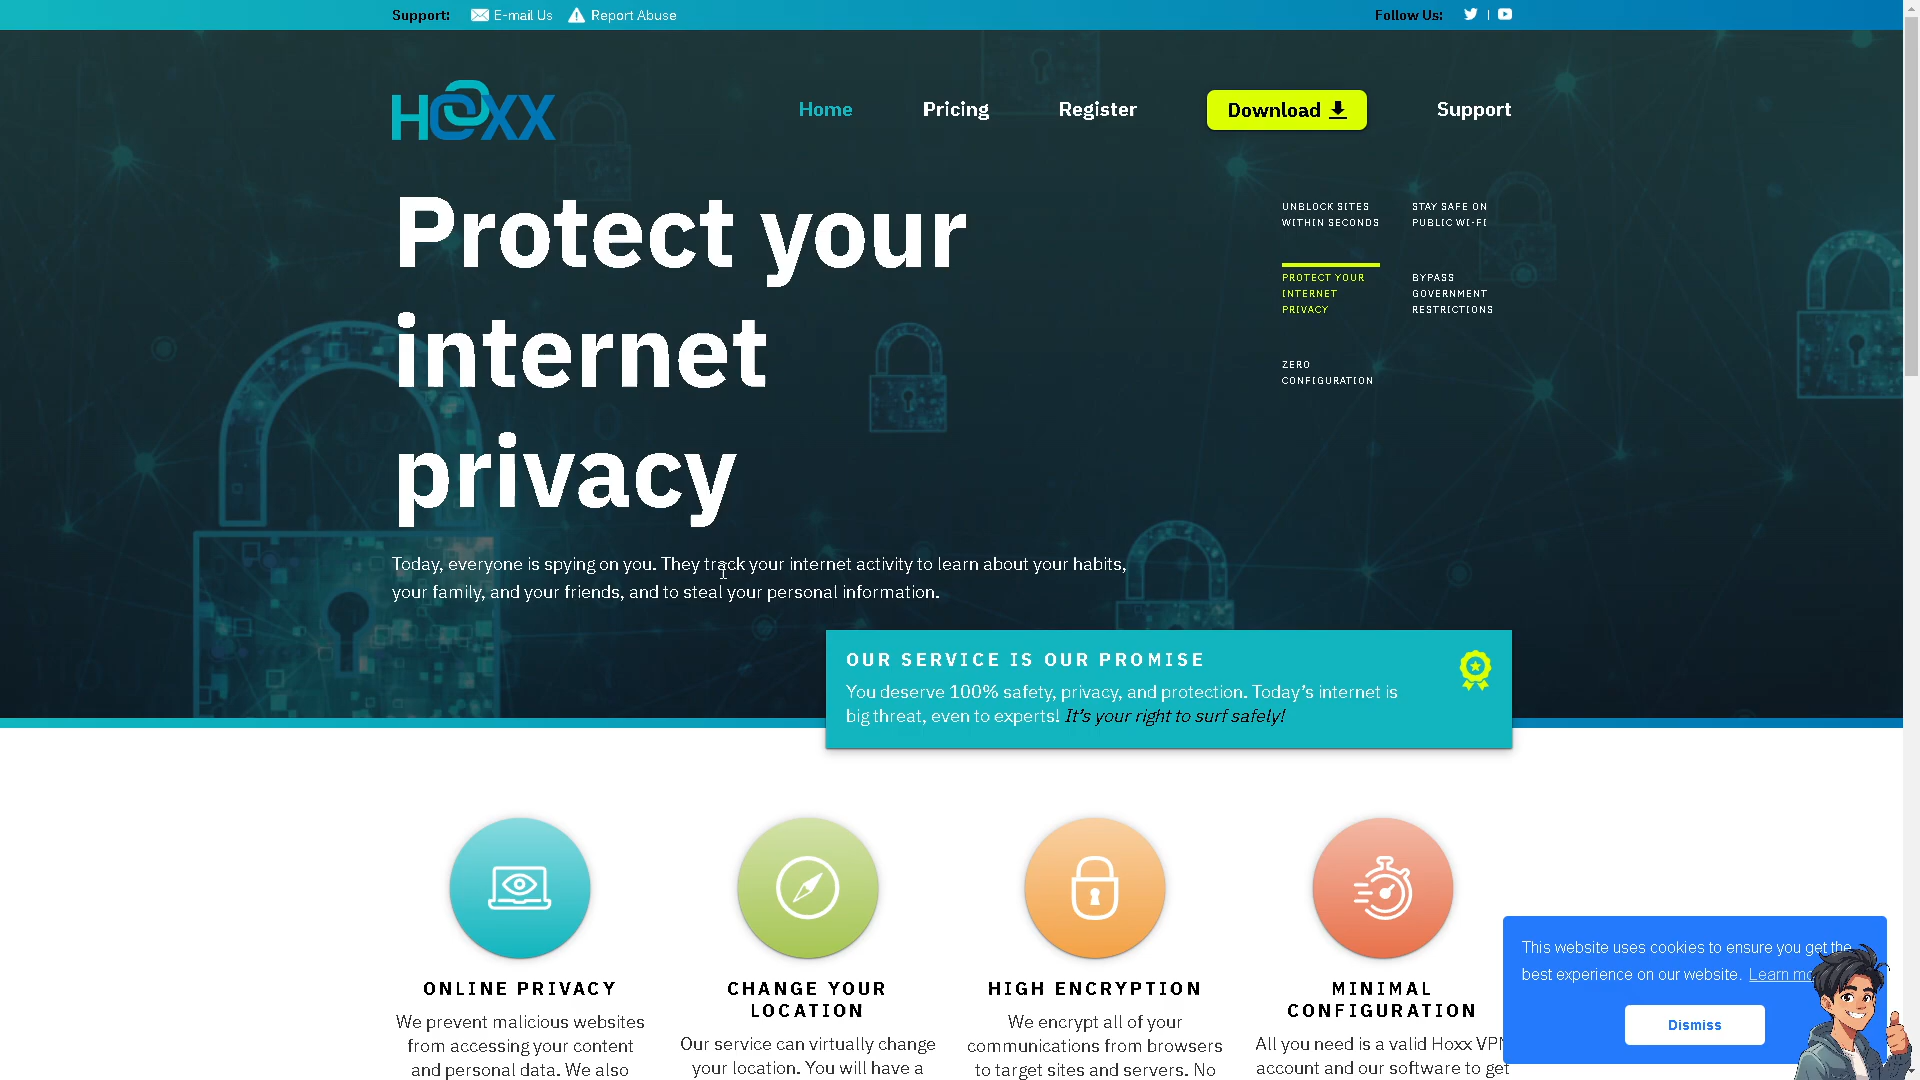 Support: E-mail Us Report Abuse Follow Us:
HOXX
Home Pricing Register Download Support
Protect your
internet
privacy
UNBLOCK SITES
WITHIN SECONDS
STAY SAFE ON
PUBLIC WI-FI
PROTECT YOUR
INTERNET
PRIVACY
BYPASS
GOVERNMENT
RESTRICTIONS
ZERO
CONFIGURATION
Today, everyone is spying on you. They track your internet activity to learn about your habits,
your family, and your friends, and to steal your personal information.
OUR SERVICE IS OUR PROMISE
You deserve 100% safety, privacy, and protection. Today's internet is
big threat, even to experts! It's your right to surf safely!
ONLINE PRIVACY
We prevent malicious websites
from accessing your content
and personal data. We also
CHANGE YOUR
LOCATION
Our service can virtually change
your location. You will have a
HIGH ENCRYPTION
We encrypt all of your
communications from browsers
to target sites and servers. No
MINIMAL
CONFIGURATION
All you need is a valid Hoxx VPN
account and our software to get
This website uses cookies to ensure you get the
best experience on our website. Learn
Dismiss